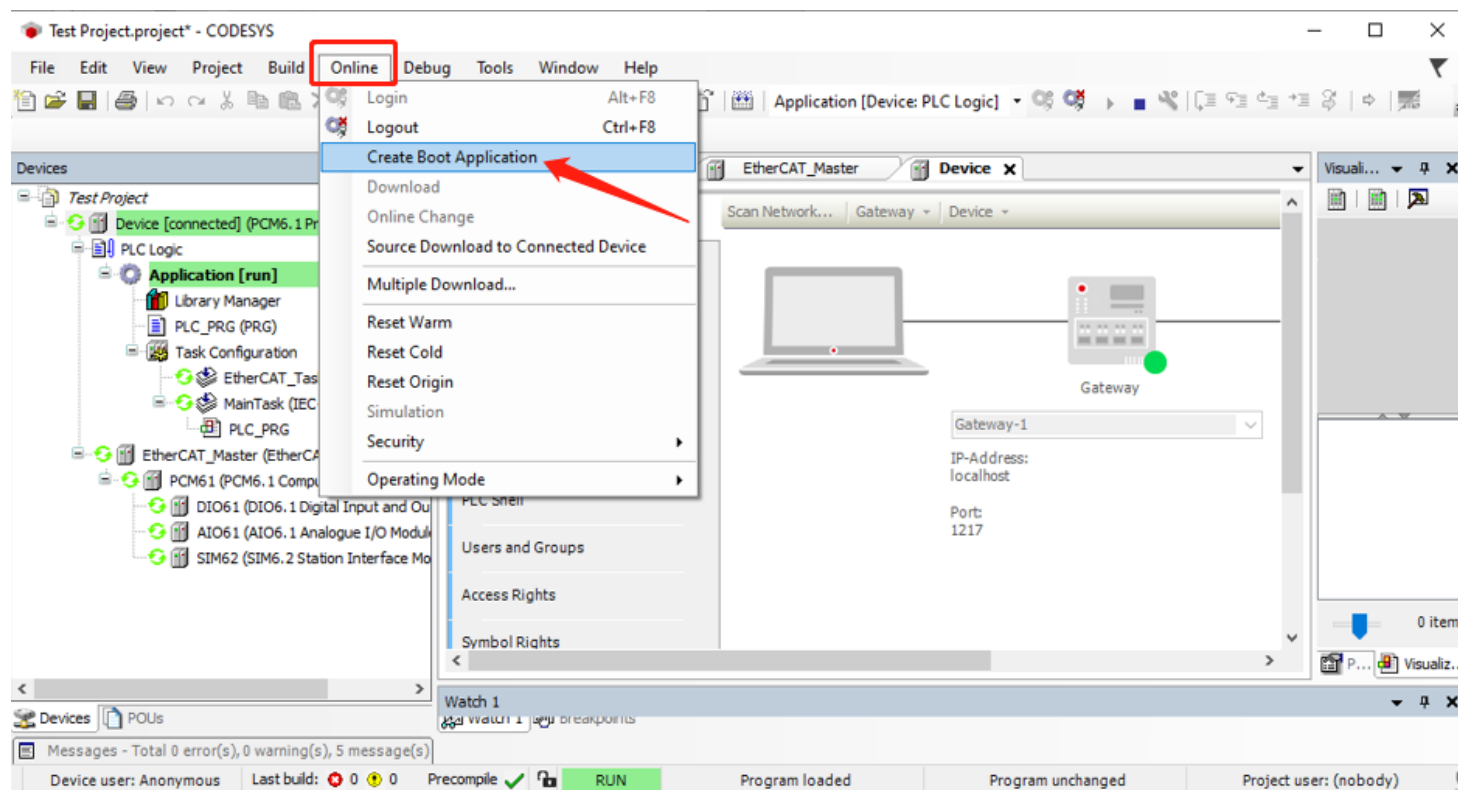 Test Project.project* - CODESYS
File Edit View Project Build Online Debug Tools Window Help
Application [Device: PLC Logic]
Login Alt+F8
Logout Ctrl+F8
Create Boot Application
Download
Online Change
Source Download to Connected Device
Multiple Download...
Reset Warm
Reset Cold
Reset Origin
Simulation
Security
Operating Mode
Devices
Test Project
Device [connected] (PCM6.1 Pr
PLC Logic
Application [run]
Library Manager
PLC_PRG (PRG)
Task Configuration
EtherCAT_Tas
MainTask (IEC
PLC_PRG
EtherCAT_Master (EtherCA
PCM61 (PCM6.1 Compu
DIO61 (DIO6.1 Digital Input and Ou
AIO61 (AIO6.1 Analogue I/O Modul
SIM62 (SIM6.2 Station Interface Mo
Devices POUs
EtherCAT_Master Device
Scan Network... Gateway Device
PLC Shell
Users and Groups
Access Rights
Symbol Rights
Gateway
Gateway-1
IP-Address:
localhost
Port:
1217
Visuali...
0 item
P... Visualiz..
Watch 1
Watch 1 Breakpoints
Messages - Total 0 error(s), 0 warning(s), 5 message(s)
Device user: Anonymous Last build: 0 0 Precompile RUN Program loaded Program unchanged Project user: (nobody)